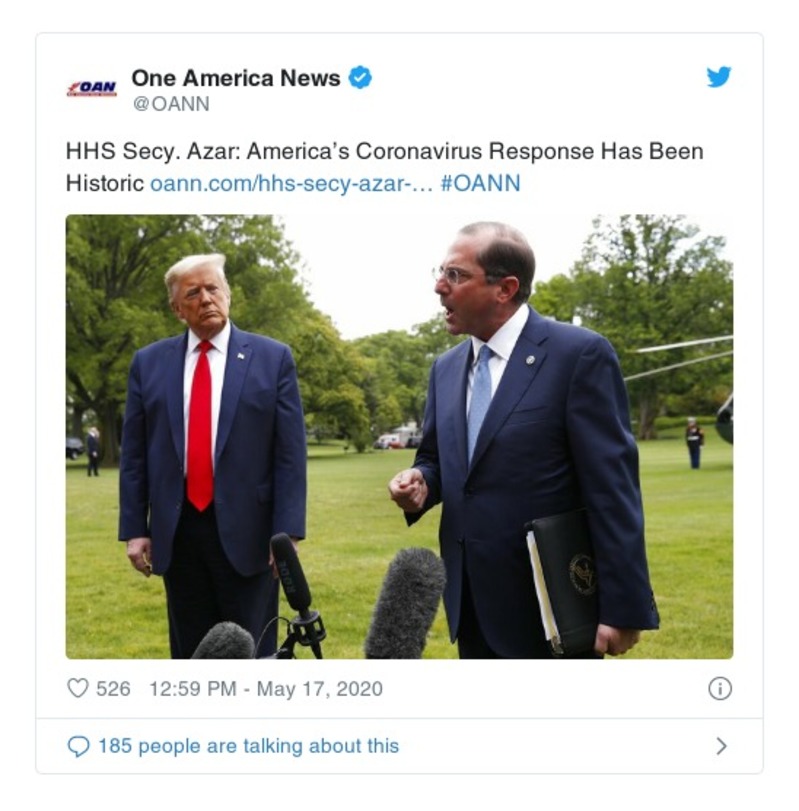 OAN
One America News
@OANN
HHS Secy. Azar: America's Coronavirus Response Has Been
Historic oann.com/hhs-secy-azar-… #OANN
RODE
526 12:59 PM - May 17, 2020
185 people are talking about this